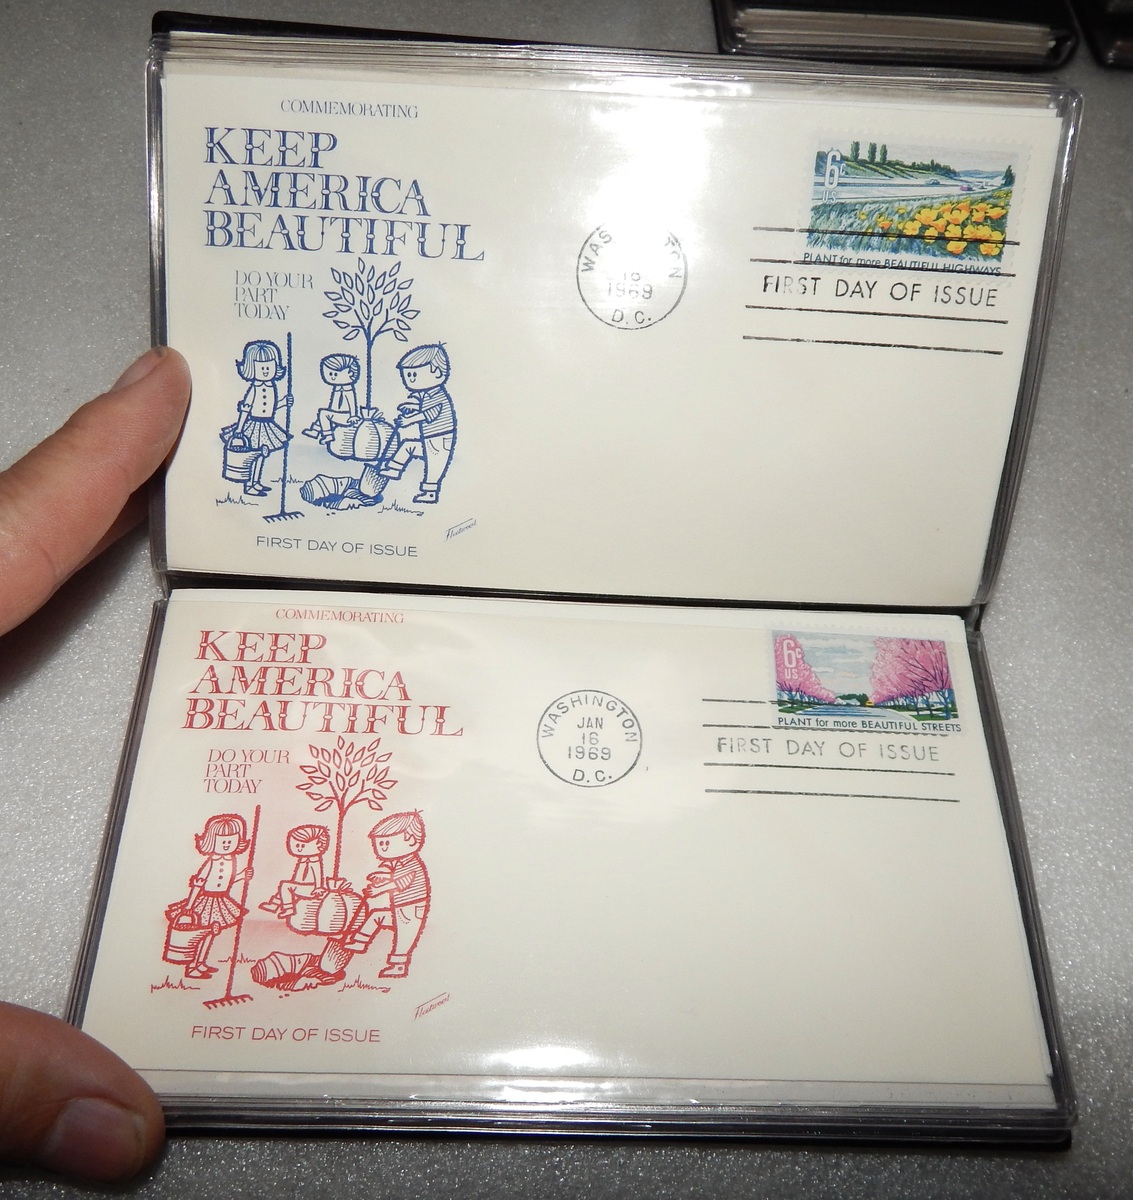 COMMEMORATING
KEEP
AMERICA
BEAUTIFUL
DO YOUR
PART
TODAY
FIRST DAY OF ISSUE
Fleetwood
16
1969
D.C.
6c
US
PLANT for more BEAUTIFUL HIGHWAYS
FIRST DAY OF ISSUE
COMMEMORATING
KEEP
AMERICA
BEAUTIFUL
DO YOUR
PART
TODAY
FIRST DAY OF ISSUE
Fleetwood
WASHINGTON
JAN
16
1969
D.C.
6c
US
PLANT for more BEAUTIFUL STREETS
FIRST DAY OF ISSUE